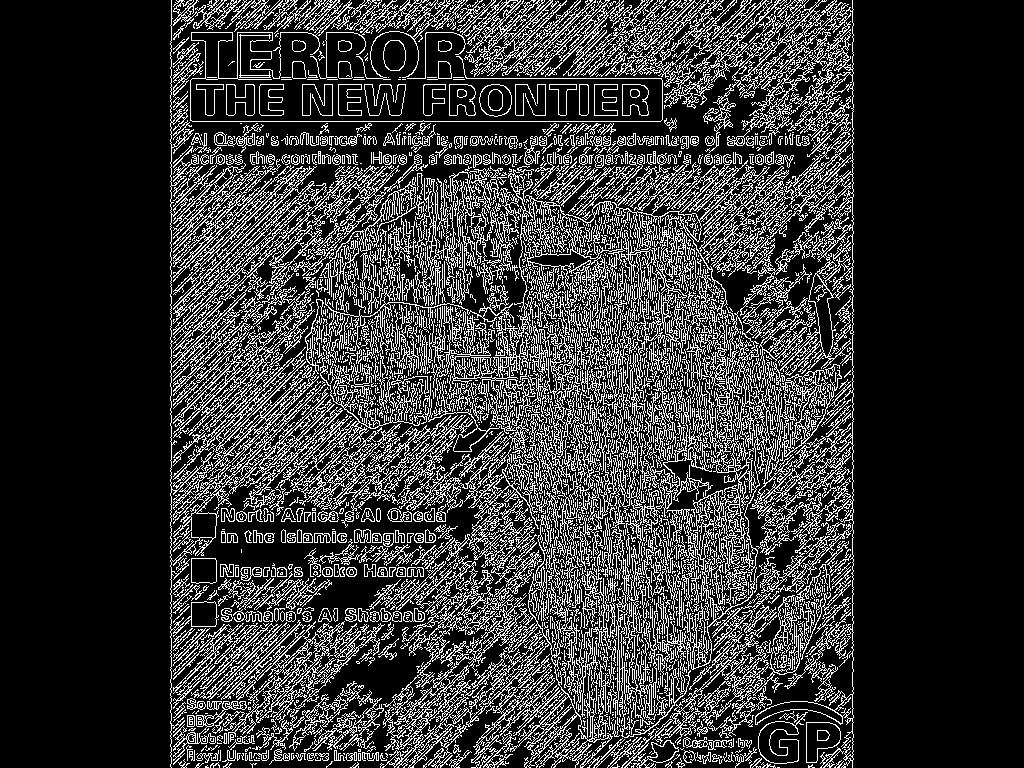 TERROR
THE NEW FRONTIER
Al Qaeda's influence in Africa is growing, as it takes advantage of social rifts
across the continent. Here's a snapshot of the organization's reach today.
North Africa's Al Qaeda
in the Islamic Maghreb
Nigeria's Boko Haram
Somalia's Al Shabaab
Sources:
BBC
GlobalPost
Royal United Services Institute
Designed by
GP